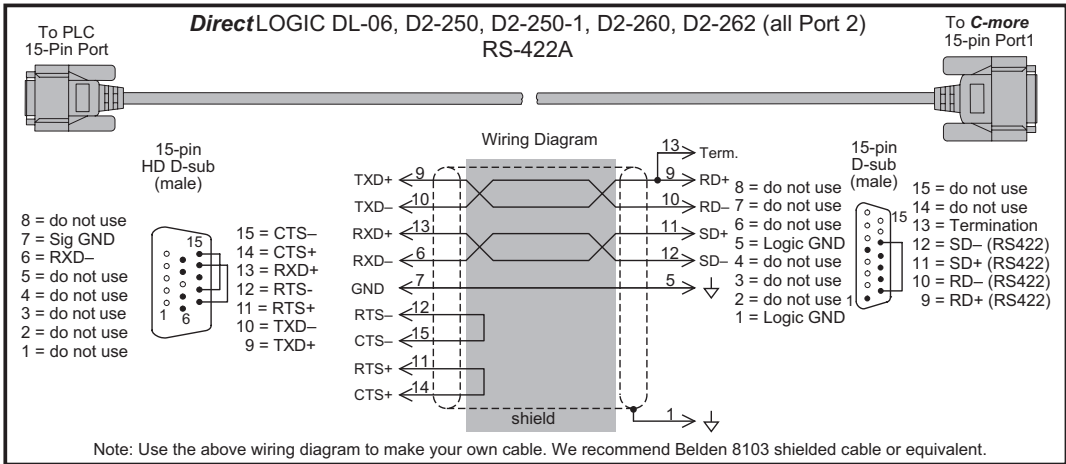 DirectLOGIC DL-06, D2-250, D2-250-1, D2-260, D2-262 (all Port 2)
RS-422A
To PLC
15-Pin Port
To C-more
15-pin Port1
15-pin
HD D-sub
(male)
8 = do not use
7 = Sig GND
6 = RXD–
5 = do not use
4 = do not use
3 = do not use
2 = do not use
1 = do not use
15
1
6
15 = CTS–
14 = CTS+
13 = RXD+
12 = RTS-
11 = RTS+
10 = TXD–
9 = TXD+
Wiring Diagram
13 Term.
TXD+ 9 9 RD+
TXD– 10 10 RD–
RXD+ 13 11 SD+
RXD– 6 12 SD–
GND 7 5
RTS– 12
CTS– 15
RTS+ 11
CTS+ 14
shield
1
15-pin
D-sub
(male)
8 = do not use
7 = do not use
6 = do not use
5 = Logic GND
4 = do not use
3 = do not use
2 = do not use
1 = Logic GND
15
1
15 = do not use
14 = do not use
13 = Termination
12 = SD– (RS422)
11 = SD+ (RS422)
10 = RD– (RS422)
9 = RD+ (RS422)
Note: Use the above wiring diagram to make your own cable. We recommend Belden 8103 shielded cable or equivalent.